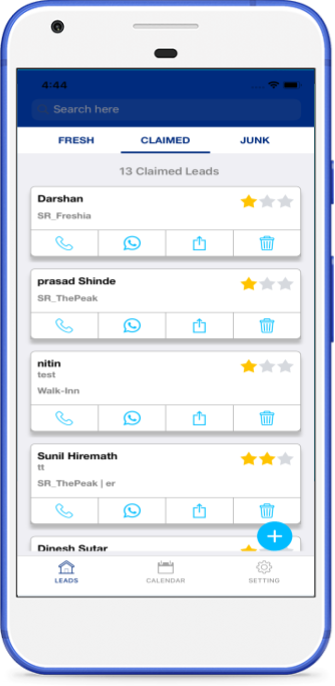 4:44
Search here
FRESH CLAIMED JUNK
13 Claimed Leads
Darshan
SR_Freshia
prasad Shinde
SR_ThePeak
nitin
test
Walk-Inn
Sunil Hiremath
tt
SR_ThePeak | er
Dinesh Sutar
LEADS CALENDAR SETTING